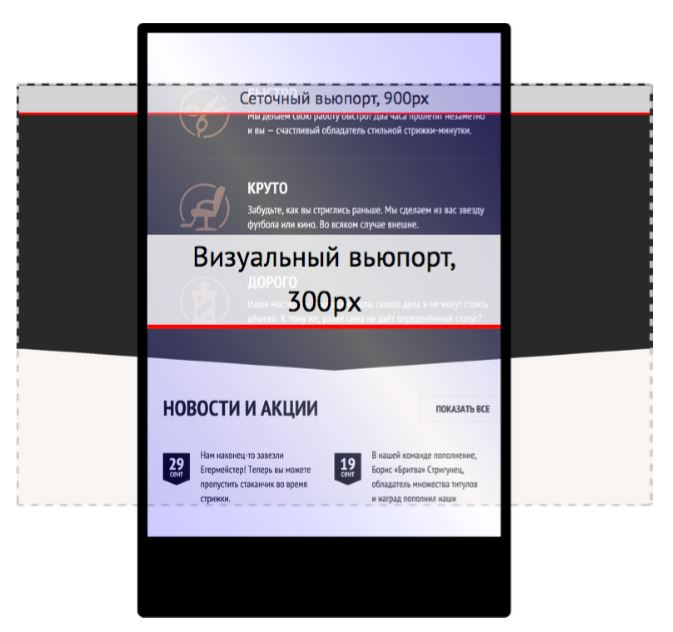 БЫСТРО
Сеточный вьюпорт, 900px
Мы делаем свою работу быстро! Два часа пролетят незаметно
и вы — счастливый обладатель стильной стрижки-минутки.
КРУТО
Забудьте, как вы стриглись раньше. Мы сделаем из вас звезду
футбола или кино. Во всяком случае внешне.
Визуальный вьюпорт,
300px
ДОРОГО
Наши своего дела и не могут стоить
дёшево. К тому же, разве цена не даёт определённый статус?
НОВОСТИ И АКЦИИ
ПОКАЗАТЬ ВСЕ
29
сент
Нам наконец-то завезли
Егермейстер! Теперь вы можете
пропустить стаканчик во время
стрижки.
19
сент
В нашей команде пополнение,
Борис «Бритва» Стригунец,
обладатель множества титулов
и наград пополнил наши